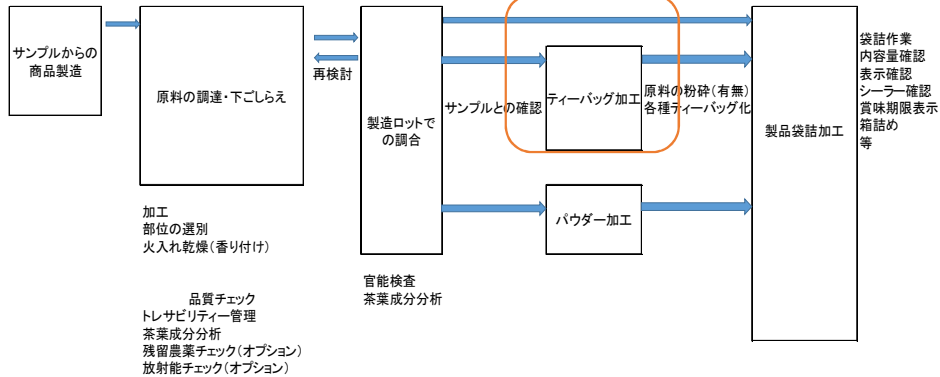 サンプルからの
商品製造
原料の調達・下ごしらえ
加工
部位の選別
火入れ乾燥(香り付け)
品質チェック
トレサビリティー管理
茶葉成分分析
残留農薬チェック(オプション)
放射能チェック(オプション)
再検討
製造ロットで
の調合
官能検査
茶葉成分分析
サンプルとの確認
ティーバッグ加工
原料の粉砕(有無)
各種ティーバッグ化
パウダー加工
製品袋詰加工
袋詰作業
内容量確認
表示確認
シーラー確認
賞味期限表示
箱詰め
等